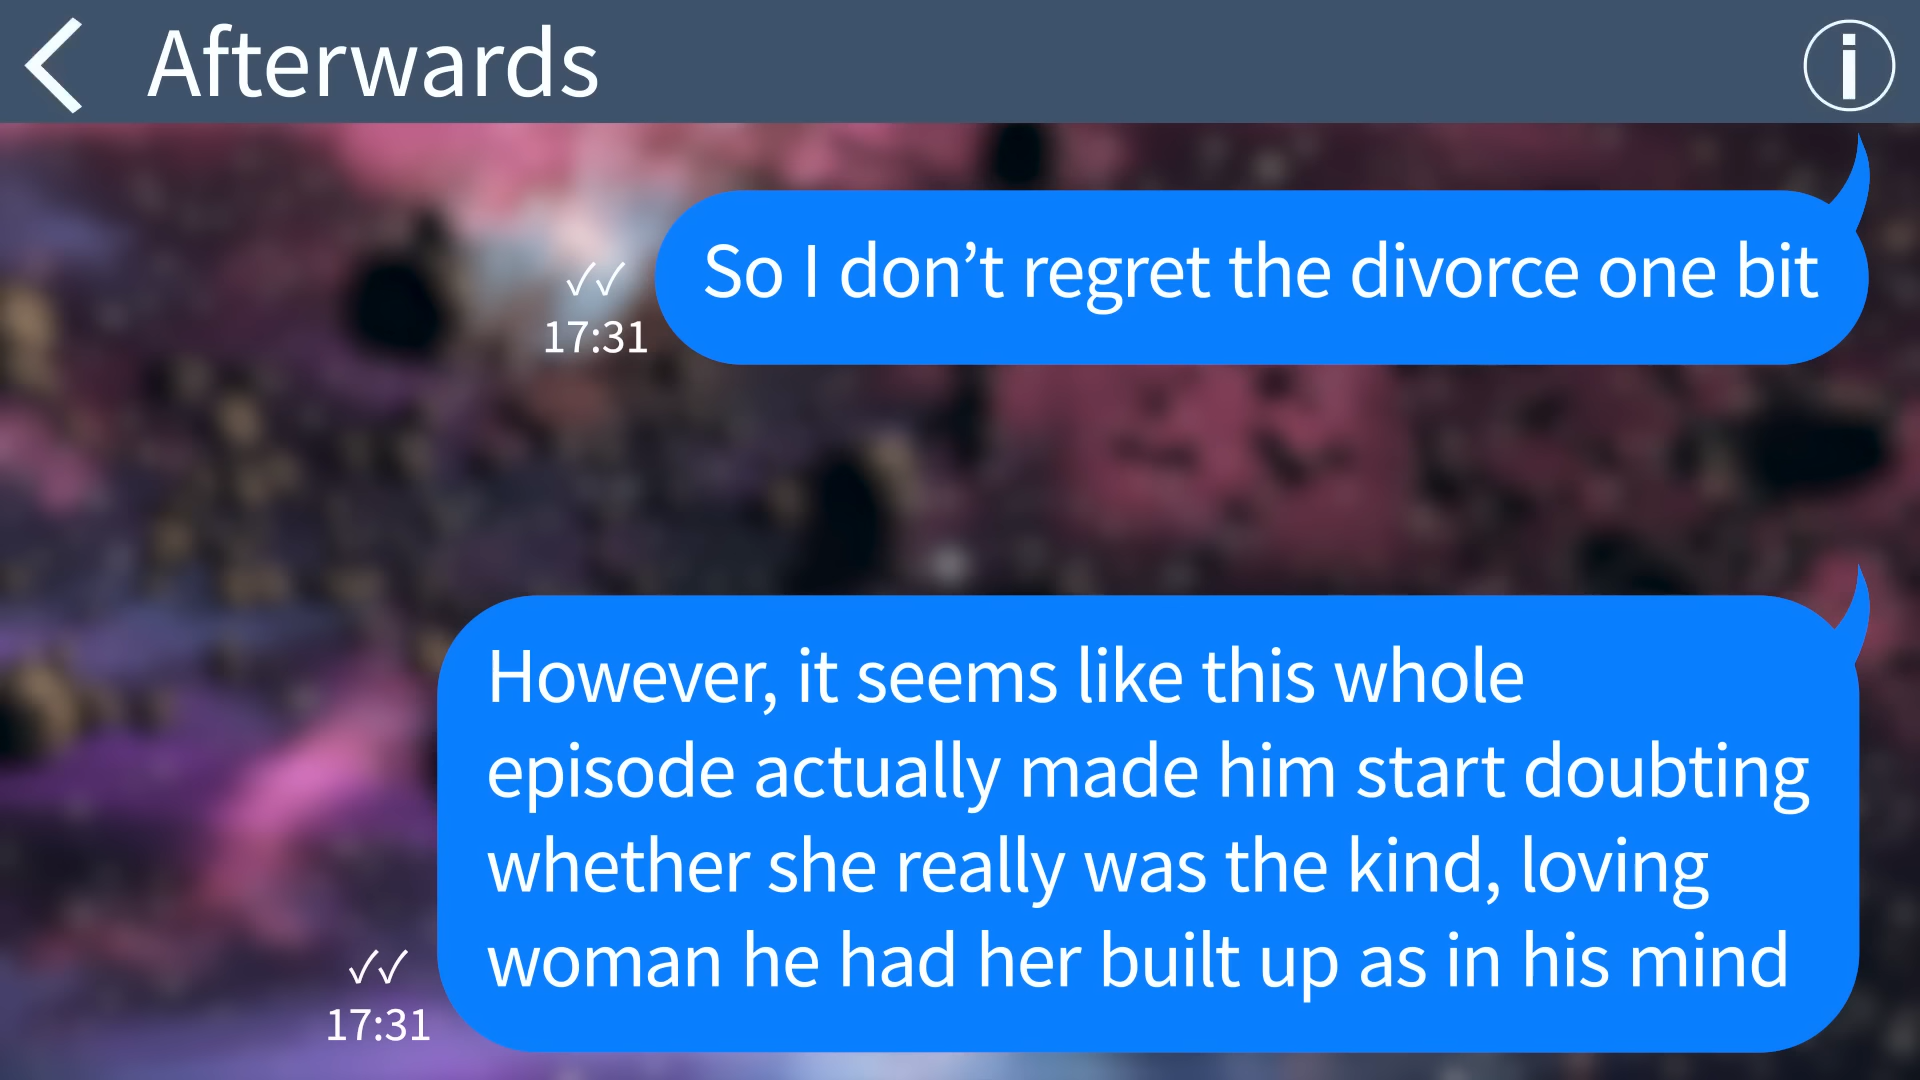 Afterwards
So I don’t regret the divorce one bit
✓✓
17:31
However, it seems like this whole
episode actually made him start doubting
whether she really was the kind, loving
woman he had her built up as in his mind
✓✓
17:31